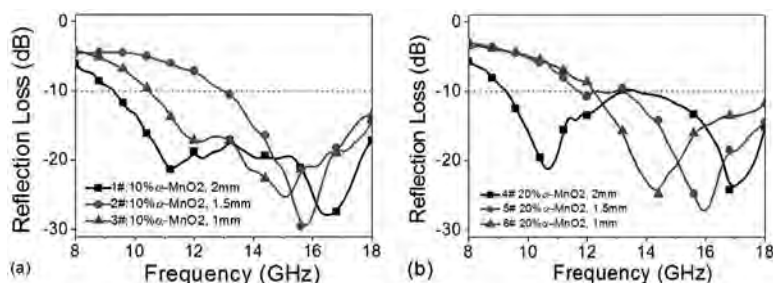 0
-10
-20
-30
Reflection Loss (dB)
1# 10%α-MnO2, 2mm
2# 10%α-MnO2, 1.5mm
3# 10%α-MnO2, 1mm
8 10 12 14 16 18
(a) Frequency (GHz)
0
-10
-20
-30
Reflection Loss (dB)
4# 20%α-MnO2, 2mm
5# 20%α-MnO2, 1.5mm
6# 20%α-MnO2, 1mm
8 10 12 14 16 18
(b) Frequency (GHz)